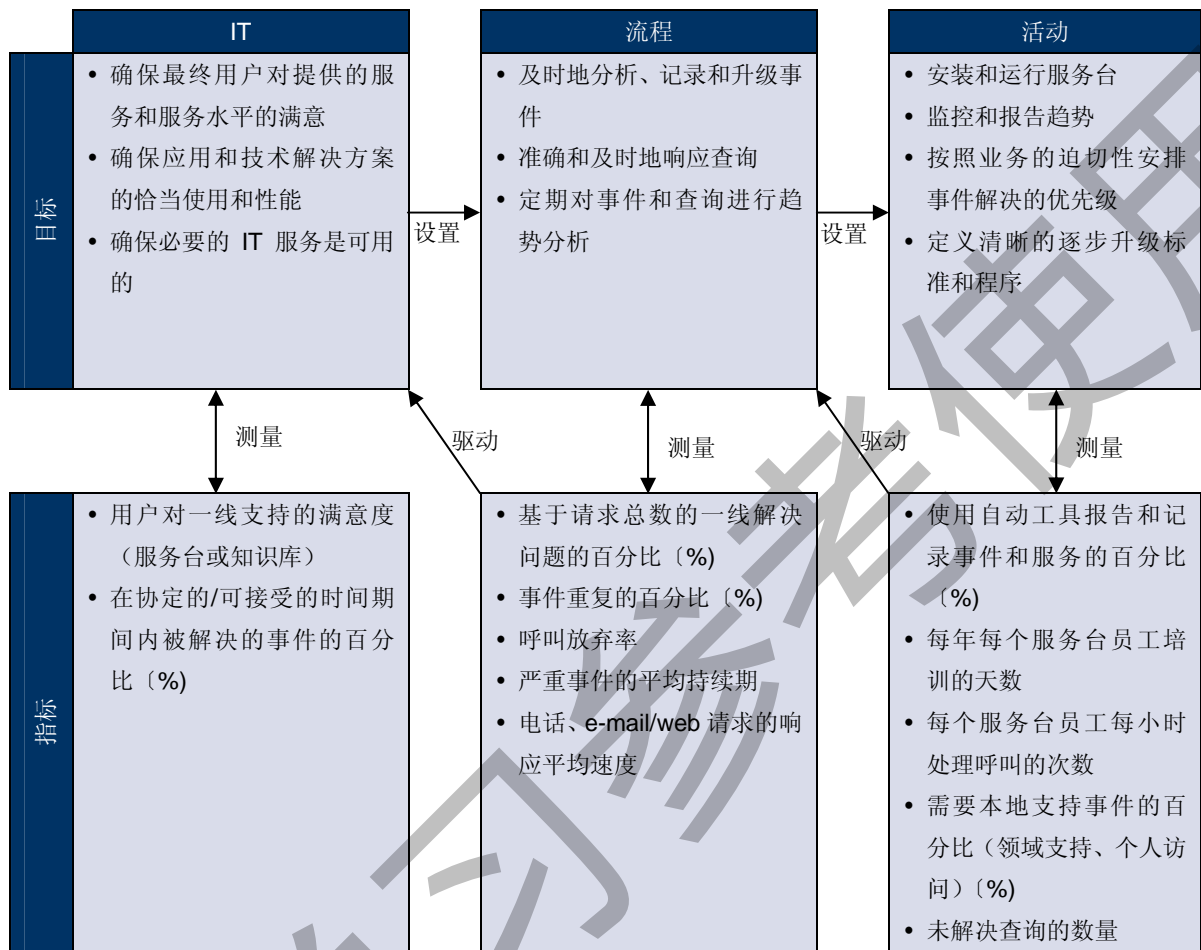 IT
流程
活动
目标
• 确保最终用户对提供的服
务和服务水平的满意
• 确保应用和技术解决方案
的恰当使用和性能
• 确保必要的 IT 服务是可用
的
设置
• 及时地分析、记录和升级事
件
• 准确和及时地响应查询
• 定期对事件和查询进行趋
势分析
设置
• 安装和运行服务台
• 监控和报告趋势
• 按照业务的迫切性安排
事件解决的优先级
• 定义清晰的逐步升级标
准和程序
测量
驱动
测量
驱动
测量
指标
• 用户对一线支持的满意度
（服务台或知识库）
• 在协定的/可接受的时间期
间内被解决的事件的百分
比〔%)
• 基于请求总数的一线解决
问题的百分比〔%)
• 事件重复的百分比〔%)
• 呼叫放弃率
• 严重事件的平均持续期
• 电话、e-mail/web 请求的响
应平均速度
• 使用自动工具报告和记
录事件和服务的百分比
〔%)
• 每年每个服务台员工培
训的天数
• 每个服务台员工每小时
处理呼叫的次数
• 需要本地支持事件的百
分比（领域支持、个人访
问）〔%)
• 未解决查询的数量
习参考使用